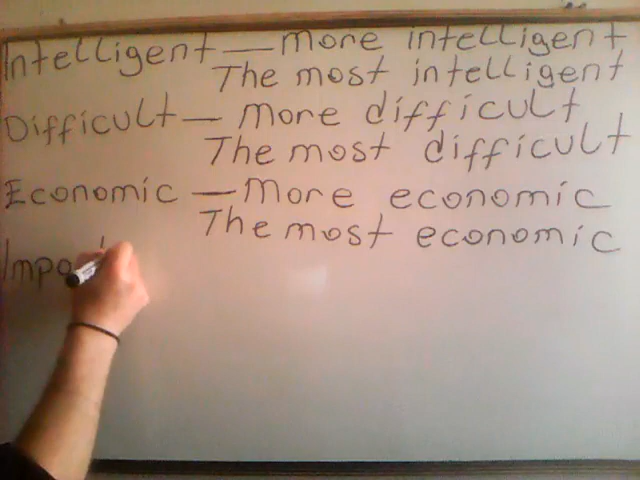 Intelligent — more intelligent
The most intelligent
Difficult — more difficult
The most difficult
Economic — more economic
The most economic